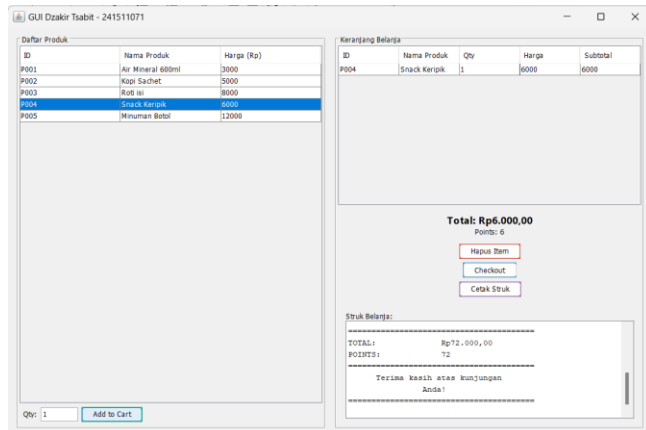 GUI Dzakir Tsabit - 241511071
Daftar Produk
ID Nama Produk Harga (Rp)
P001 Air Mineral 600ml 3000
P002 Kopi Sachet 5000
P003 Roti isi 8000
P004 Snack Keripik 6000
P005 Minuman Botol 12000
Qty: 1 Add to Cart
Keranjang Belanja
ID Nama Produk Qty Harga Subtotal
P004 Snack Keripik 1 6000 6000
Total: Rp6.000,00
Points: 6
Hapus Item
Checkout
Cetak Struk
Struk Belanja:
========================================
TOTAL: Rp72.000,00
POINTS: 72
========================================
Terima kasih atas kunjungan
Anda!
========================================